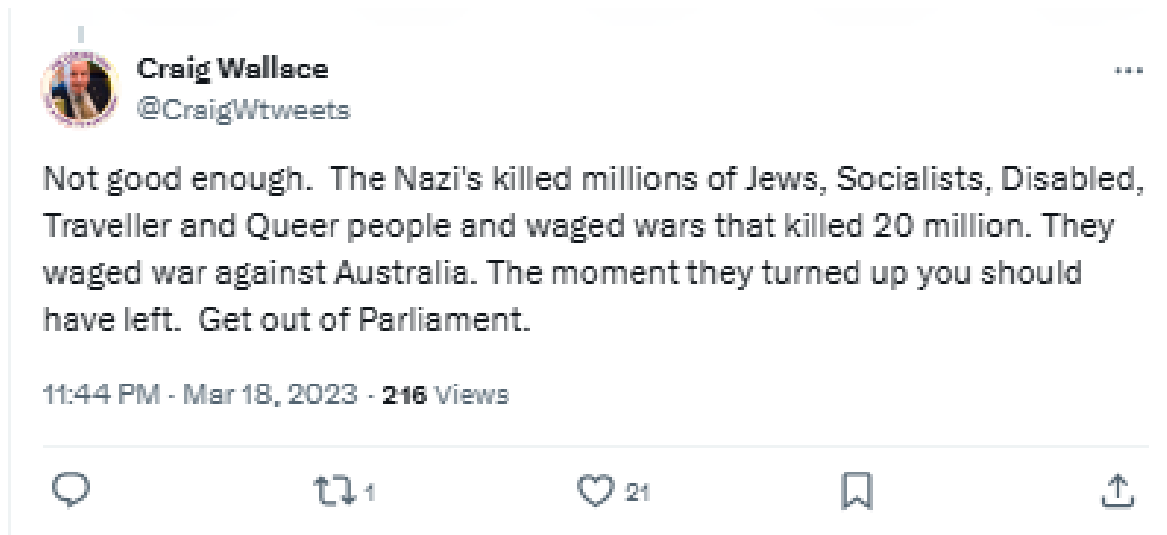 Craig Wallace
@CraigWtweets
Not good enough.  The Nazi's killed millions of Jews, Socialists, Disabled,
Traveller and Queer people and waged wars that killed 20 million. They
waged war against Australia. The moment they turned up you should
have left.  Get out of Parliament.
11:44 PM · Mar 18, 2023 · 216 Views
1 21